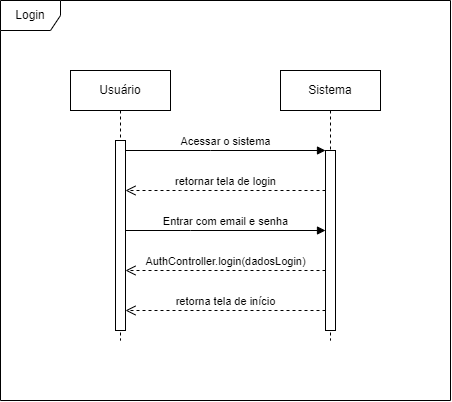 Login
Usuário
Sistema
Acessar o sistema
retornar tela de login
Entrar com email e senha
AuthController.login(dadosLogin)
retorna tela de início